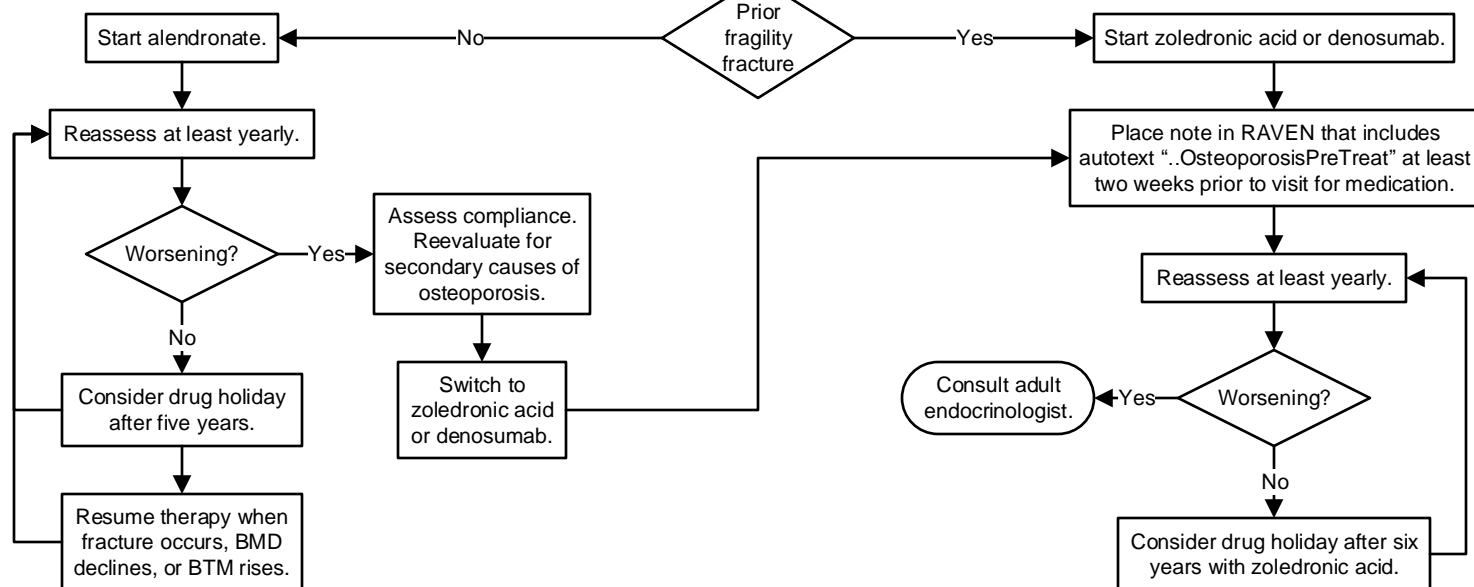 Prior
fragility
fracture
Start alendronate.
No
Yes
Start zoledronic acid or denosumab.
Reassess at least yearly.
Place note in RAVEN that includes
autotext “..OsteoporosisPreTreat” at least
two weeks prior to visit for medication.
Worsening?
Yes
Assess compliance.
Reevaluate for
secondary causes of
osteoporosis.
Reassess at least yearly.
No
Consider drug holiday
after five years.
Switch to
zoledronic acid
or denosumab.
Consult adult
endocrinologist.
Yes
Worsening?
No
Resume therapy when
fracture occurs, BMD
declines, or BTM rises.
Consider drug holiday after six
years with zoledronic acid.